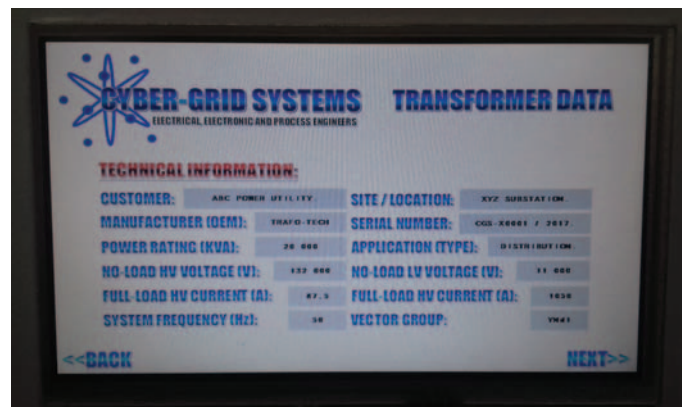 CYBER-GRID SYSTEMS TRANSFORMER DATA
ELECTRICAL, ELECTRONIC AND PROCESS ENGINEERS
TECHNICAL INFORMATION:
CUSTOMER: ABC POWER UTILITY. SITE / LOCATION: XYZ SUBSTATION.
MANUFACTURER (OEM): TRAFO-TECH SERIAL NUMBER: CGS-X0001 / 2017.
POWER RATING (KVA): 20 000 APPLICATION (TYPE): DISTRIBUTION.
NO-LOAD HV VOLTAGE (V): 132 000 NO-LOAD LV VOLTAGE (V): 11 000
FULL-LOAD HV CURRENT (A): 87.5 FULL-LOAD HV CURRENT (A): 1050
SYSTEM FREQUENCY (Hz): 50 VECTOR GROUP: YNd1
<<BACK NEXT>>